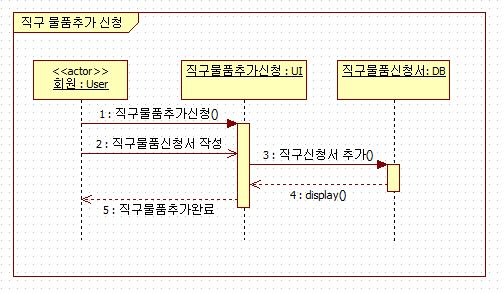 직구 물품추가 신청
<<actor>>
회원 : User
직구물품추가신청 : UI
직구물품신청서: DB
1 : 직구물품추가신청()
2 : 직구물품신청서 작성
3 : 직구신청서 추가()
4 : display()
5 : 직구물품추가완료